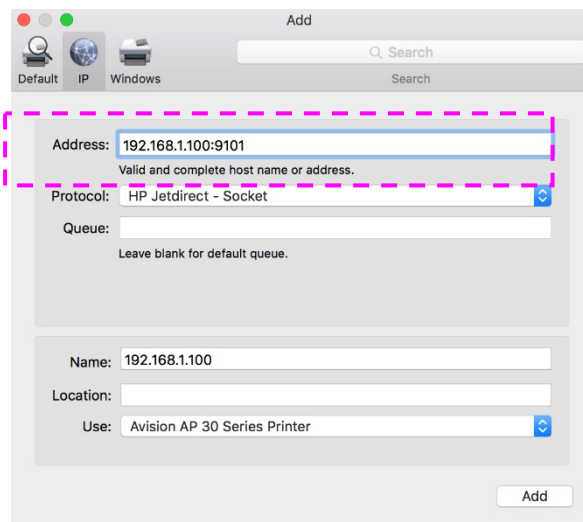 Add
Search
Default IP Windows
Search
Address: 192.168.1.100:9101
Valid and complete host name or address.
Protocol: HP Jetdirect - Socket
Queue:
Leave blank for default queue.
Name: 192.168.1.100
Location:
Use: Avision AP 30 Series Printer
Add